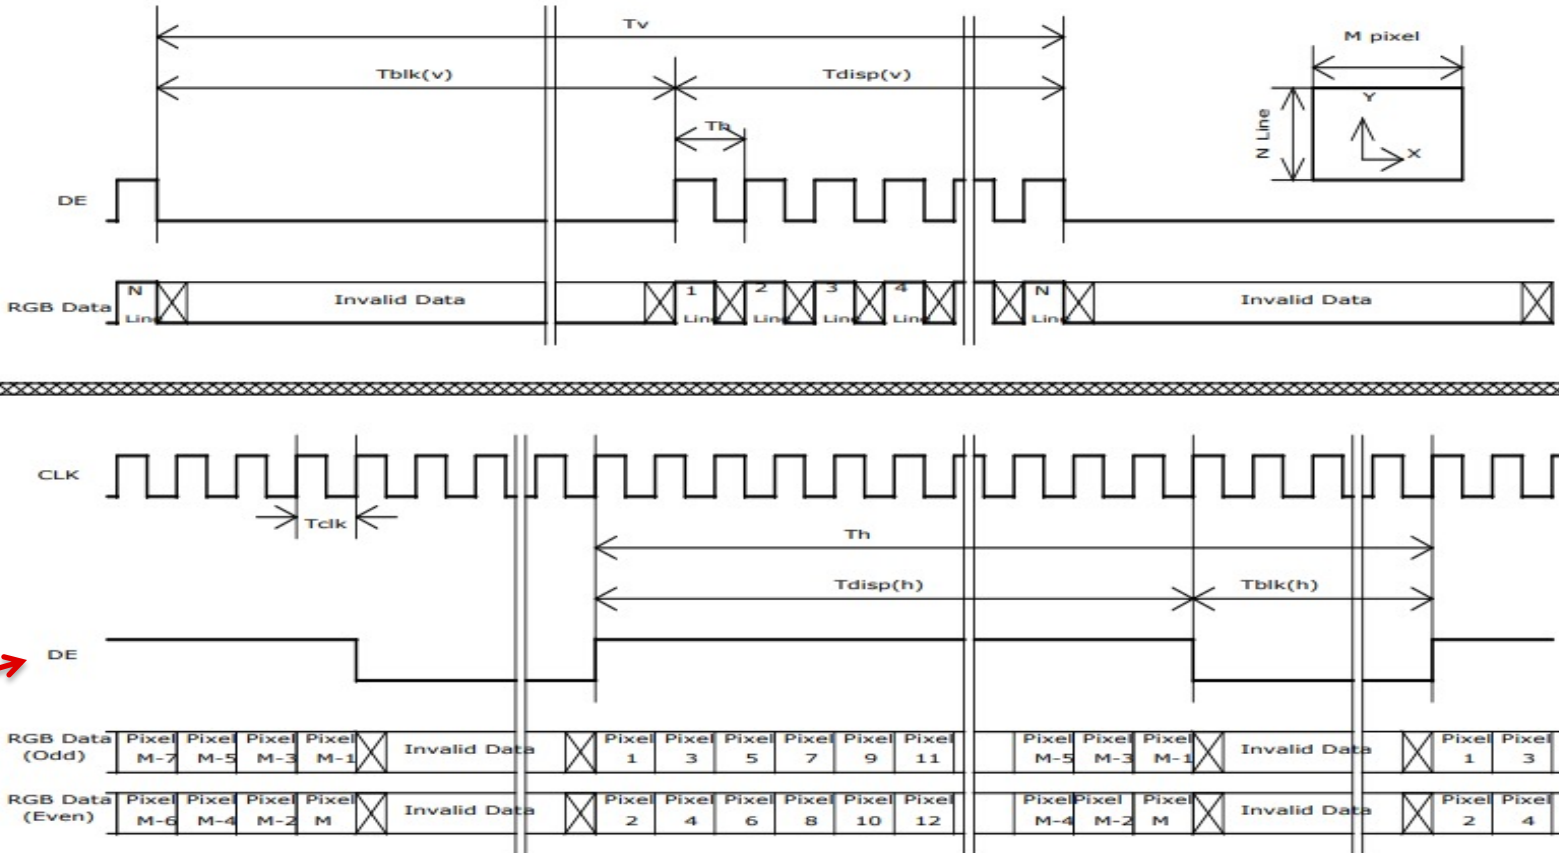 Tv
M pixel
Tblk(v)
Tdisp(v)
Th
Y
X
N Line
DE
RGB Data
N Line
Invalid Data
1 Line
2 Line
3 Line
4 Line
N Line
Invalid Data
CLK
Tclk
Th
Tdisp(h)
Tblk(h)
DE
RGB Data (Odd)
Pixel M-7
Pixel M-5
Pixel M-3
Pixel M-1
Invalid Data
Pixel 1
Pixel 3
Pixel 5
Pixel 7
Pixel 9
Pixel 11
Pixel M-5
Pixel M-3
Pixel M-1
Invalid Data
Pixel 1
Pixel 3
RGB Data (Even)
Pixel M-6
Pixel M-4
Pixel M-2
Pixel M
Invalid Data
Pixel 2
Pixel 4
Pixel 6
Pixel 8
Pixel 10
Pixel 12
Pixel M-4
Pixel M-2
Pixel M
Invalid Data
Pixel 2
Pixel 4